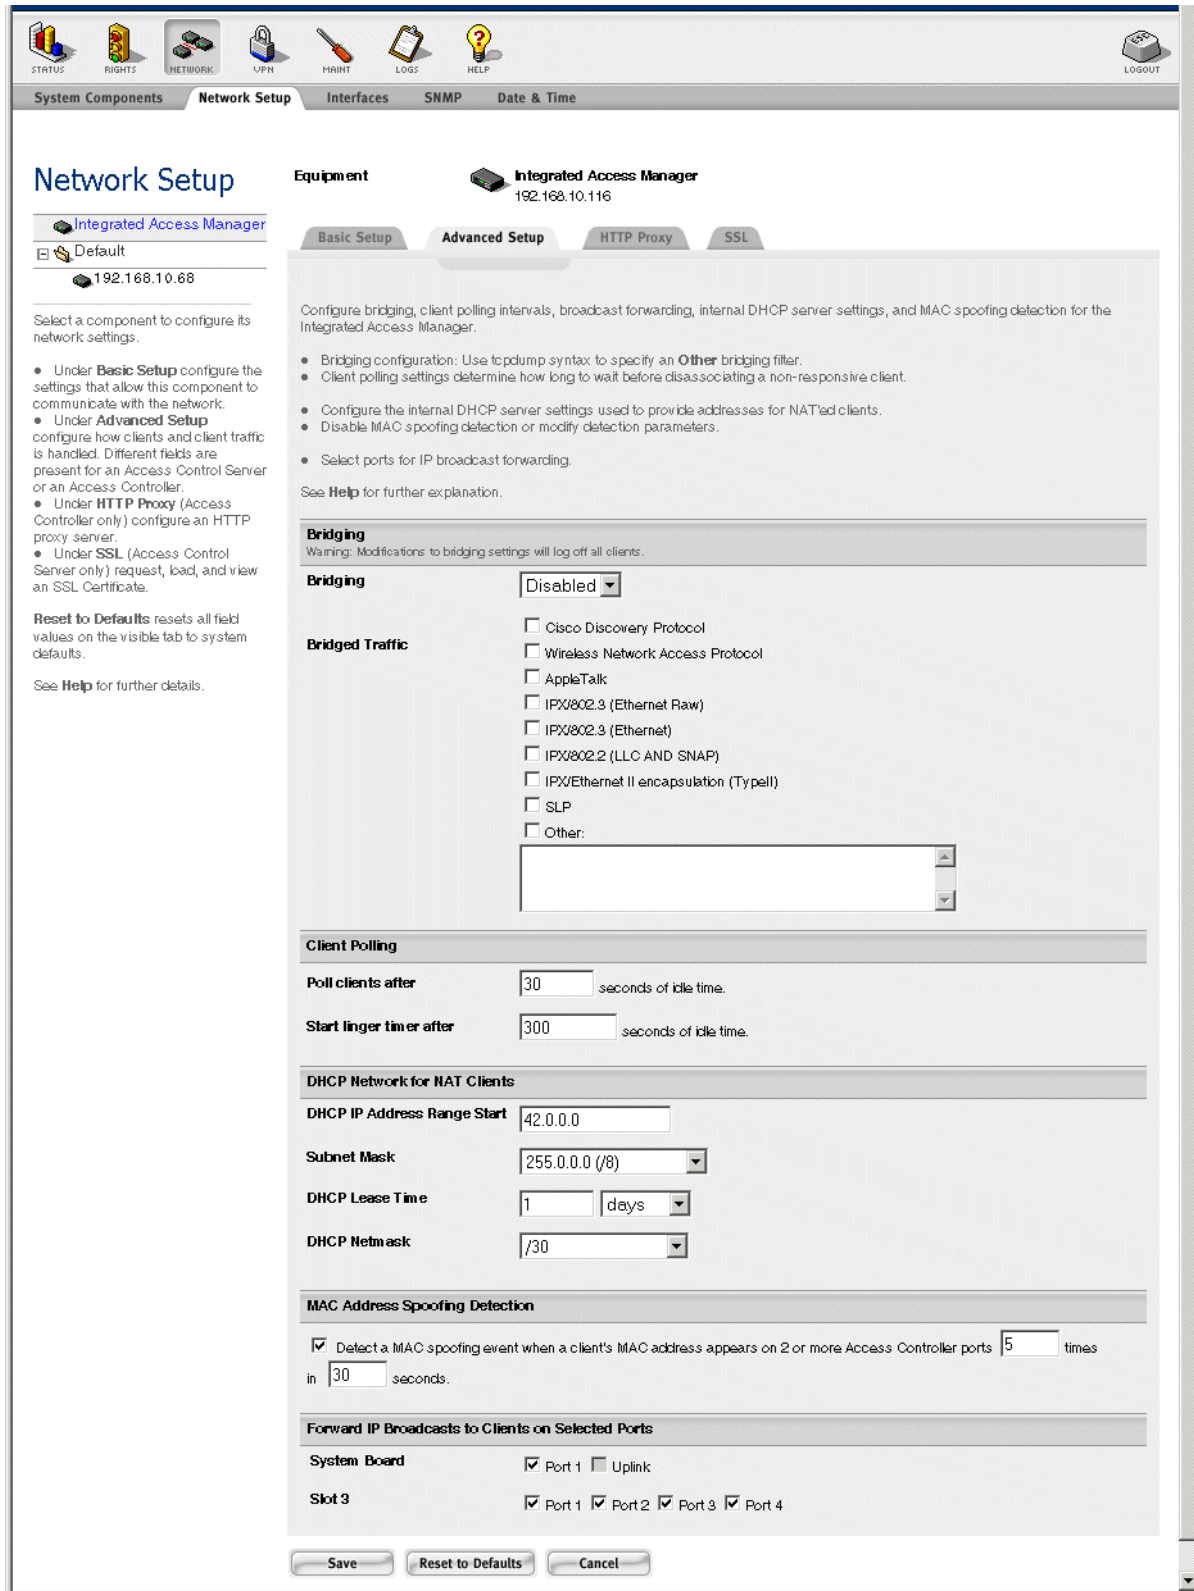 STATUS RIGHTS NETWORK VPN MAINT LOGS HELP LOGOUT
System Components Network Setup Interfaces SNMP Date & Time
Network Setup
Integrated Access Manager
Default
192.168.10.68
Select a component to configure its
network settings.
• Under Basic Setup configure the
settings that allow this component to
communicate with the network.
• Under Advanced Setup
configure how clients and client traffic
is handled. Different fields are
present for an Access Control Server
or an Access Controller.
• Under HTTP Proxy (Access
Controller only) configure an HTTP
proxy server.
• Under SSL (Access Control
Server only) request, load, and view
an SSL Certificate.
Reset to Defaults resets all field
values on the visible tab to system
defaults.
See Help for further details.
Equipment Integrated Access Manager
192.168.10.116
Basic Setup Advanced Setup HTTP Proxy SSL
Configure bridging, client polling intervals, broadcast forwarding, internal DHCP server settings, and MAC spoofing detection for the
Integrated Access Manager.
• Bridging configuration: Use tcpdump syntax to specify an Other bridging filter.
• Client polling settings determine how long to wait before disassociating a non-responsive client.
• Configure the internal DHCP server settings used to provide addresses for NAT'ed clients.
• Disable MAC spoofing detection or modify detection parameters.
• Select ports for IP broadcast forwarding.
See Help for further explanation.
Bridging
Warning: Modifications to bridging settings will log off all clients.
Bridging Disabled
Bridged Traffic
Cisco Discovery Protocol
Wireless Network Access Protocol
AppleTalk
IPX/802.3 (Ethernet Raw)
IPX/802.3 (Ethernet)
IPX/802.2 (LLC AND SNAP)
IPX/Ethernet II encapsulation (TypeII)
SLP
Other:
Client Polling
Poll clients after 30 seconds of idle time.
Start linger timer after 300 seconds of idle time.
DHCP Network for NAT Clients
DHCP IP Address Range Start 42.0.0.0
Subnet Mask 255.0.0.0 (/8)
DHCP Lease Time 1 days
DHCP Netmask /30
MAC Address Spoofing Detection
Detect a MAC spoofing event when a client's MAC address appears on 2 or more Access Controller ports 5 times
in 30 seconds.
Forward IP Broadcasts to Clients on Selected Ports
System Board Port 1 Uplink
Slot 3 Port 1 Port 2 Port 3 Port 4
Save Reset to Defaults Cancel